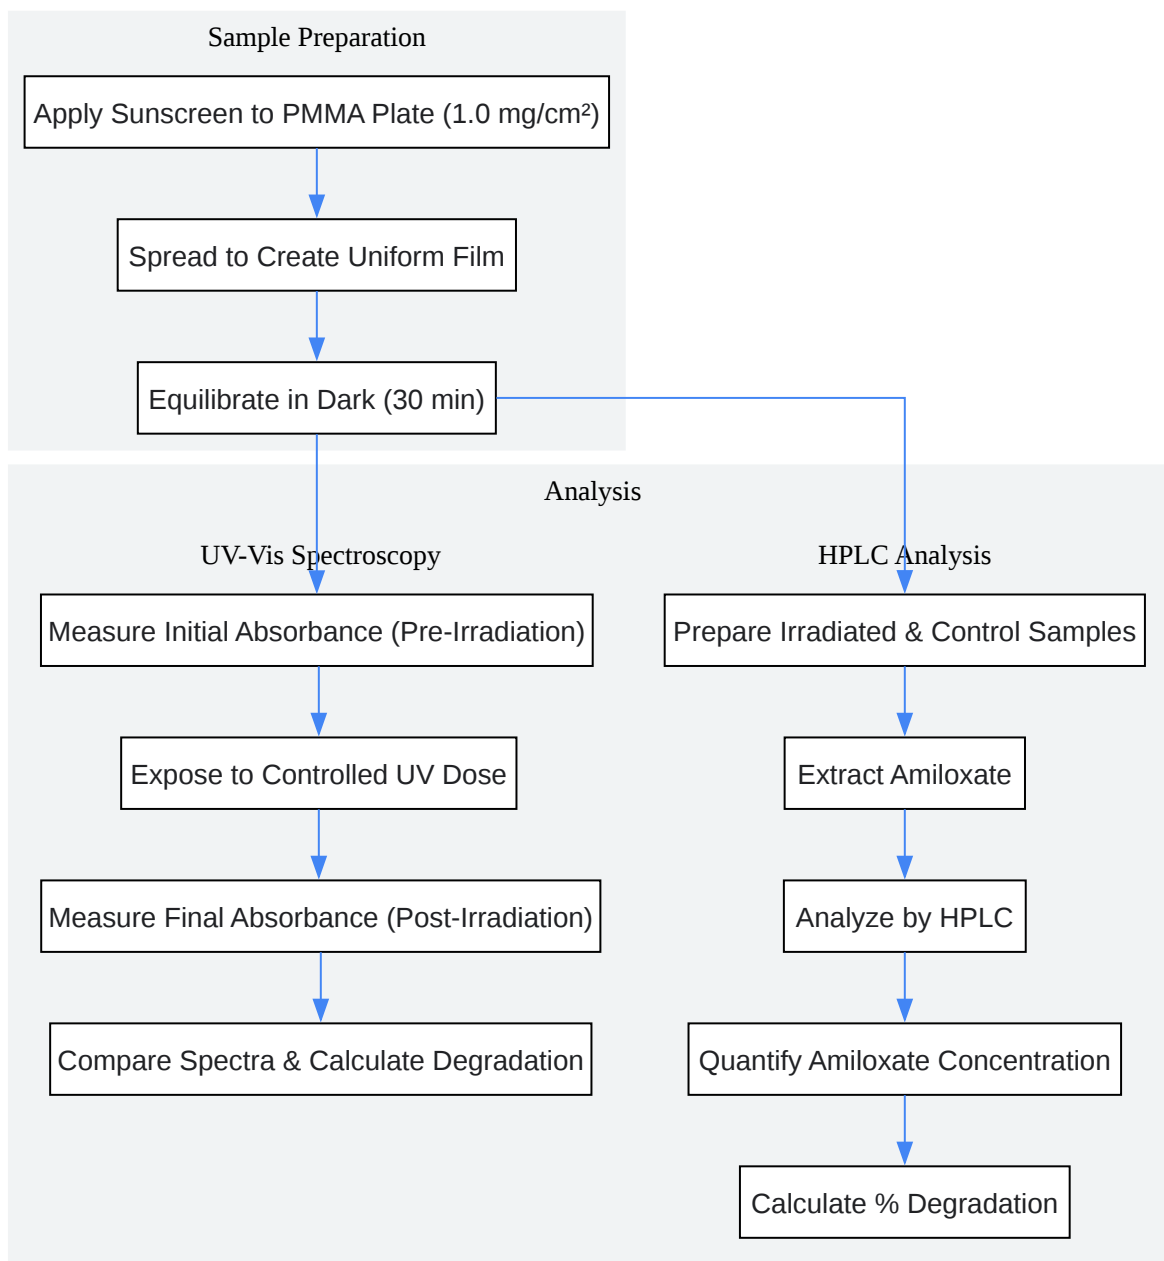 Sample Preparation
Apply Sunscreen to PMMA Plate (1.0 mg/cm²)
Spread to Create Uniform Film
Equilibrate in Dark (30 min)
Analysis
UV-Vis Spectroscopy
Measure Initial Absorbance (Pre-Irradiation)
Expose to Controlled UV Dose
Measure Final Absorbance (Post-Irradiation)
Compare Spectra & Calculate Degradation
HPLC Analysis
Prepare Irradiated & Control Samples
Extract Amiloxate
Analyze by HPLC
Quantify Amiloxate Concentration
Calculate % Degradation